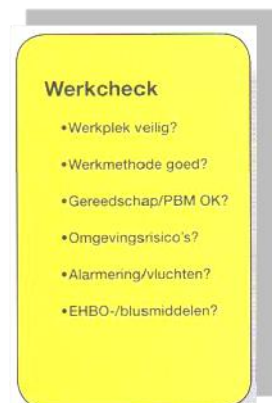 Werkcheck
•Werkplek veilig?
•Werkmethode goed?
•Gereedschap/PBM OK?
•Omgevingsrisico's?
•Alarmering/vluchten?
•EHBO-/blusmiddelen?